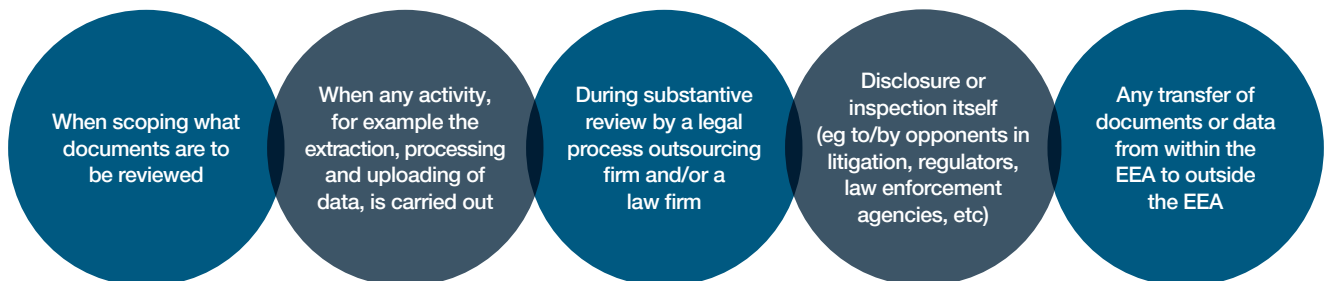 When scoping what
documents are to
be reviewed
When any activity,
for example the
extraction, processing
and uploading of
data, is carried out
During substantive
review by a legal
process outsourcing
firm and/or a
law firm
Disclosure or
inspection itself
(eg to/by opponents in
litigation, regulators,
law enforcement
agencies, etc)
Any transfer of
documents or data
from within the
EEA to outside
the EEA